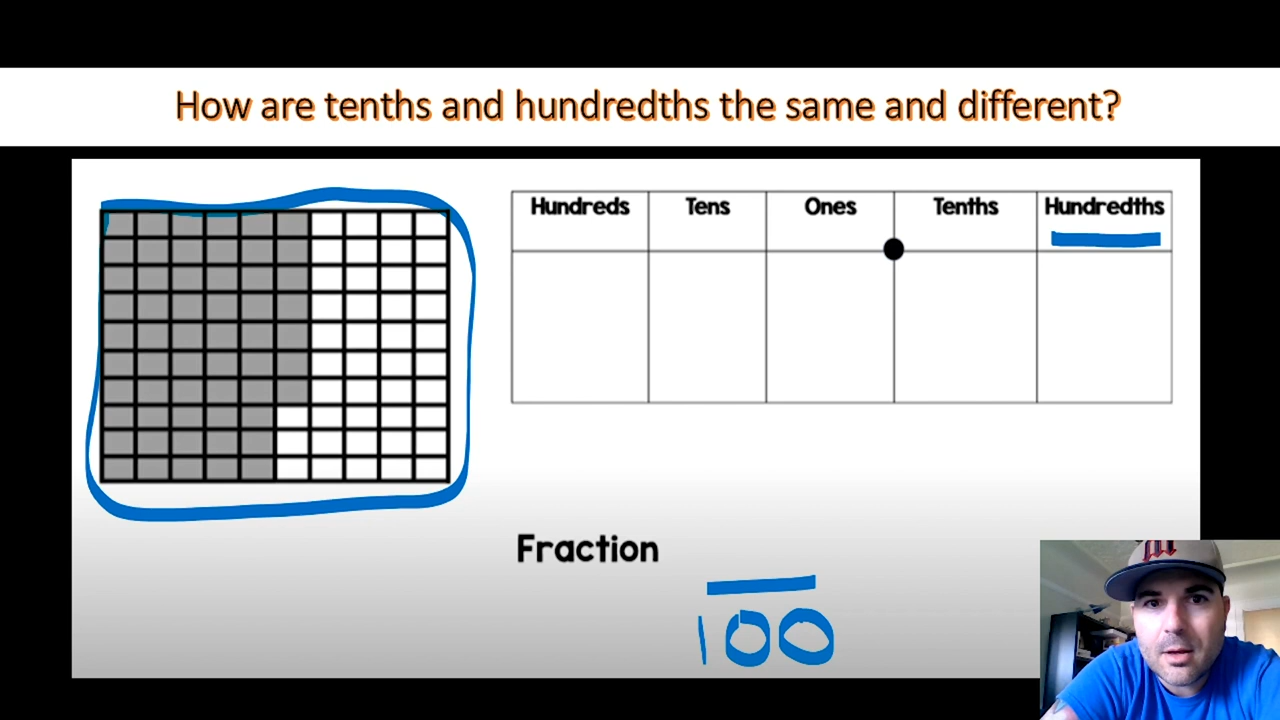 How are tenths and hundredths the same and different?
Hundreds Tens Ones Tenths Hundredths
Fraction
100